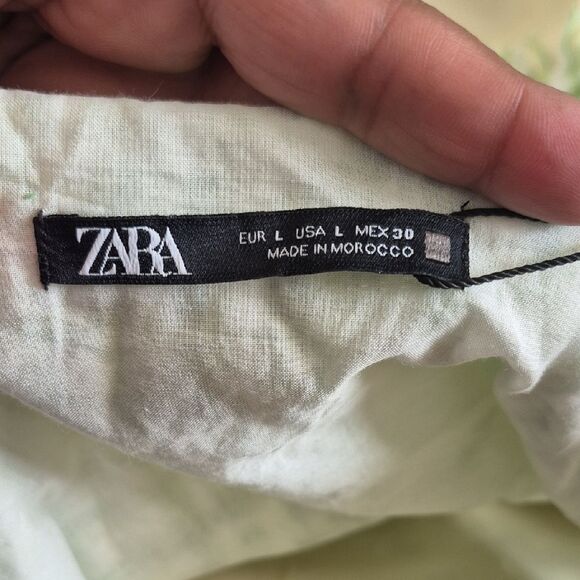 ZARA
EUR L USA L MEX 30
MADE IN MOROCCO